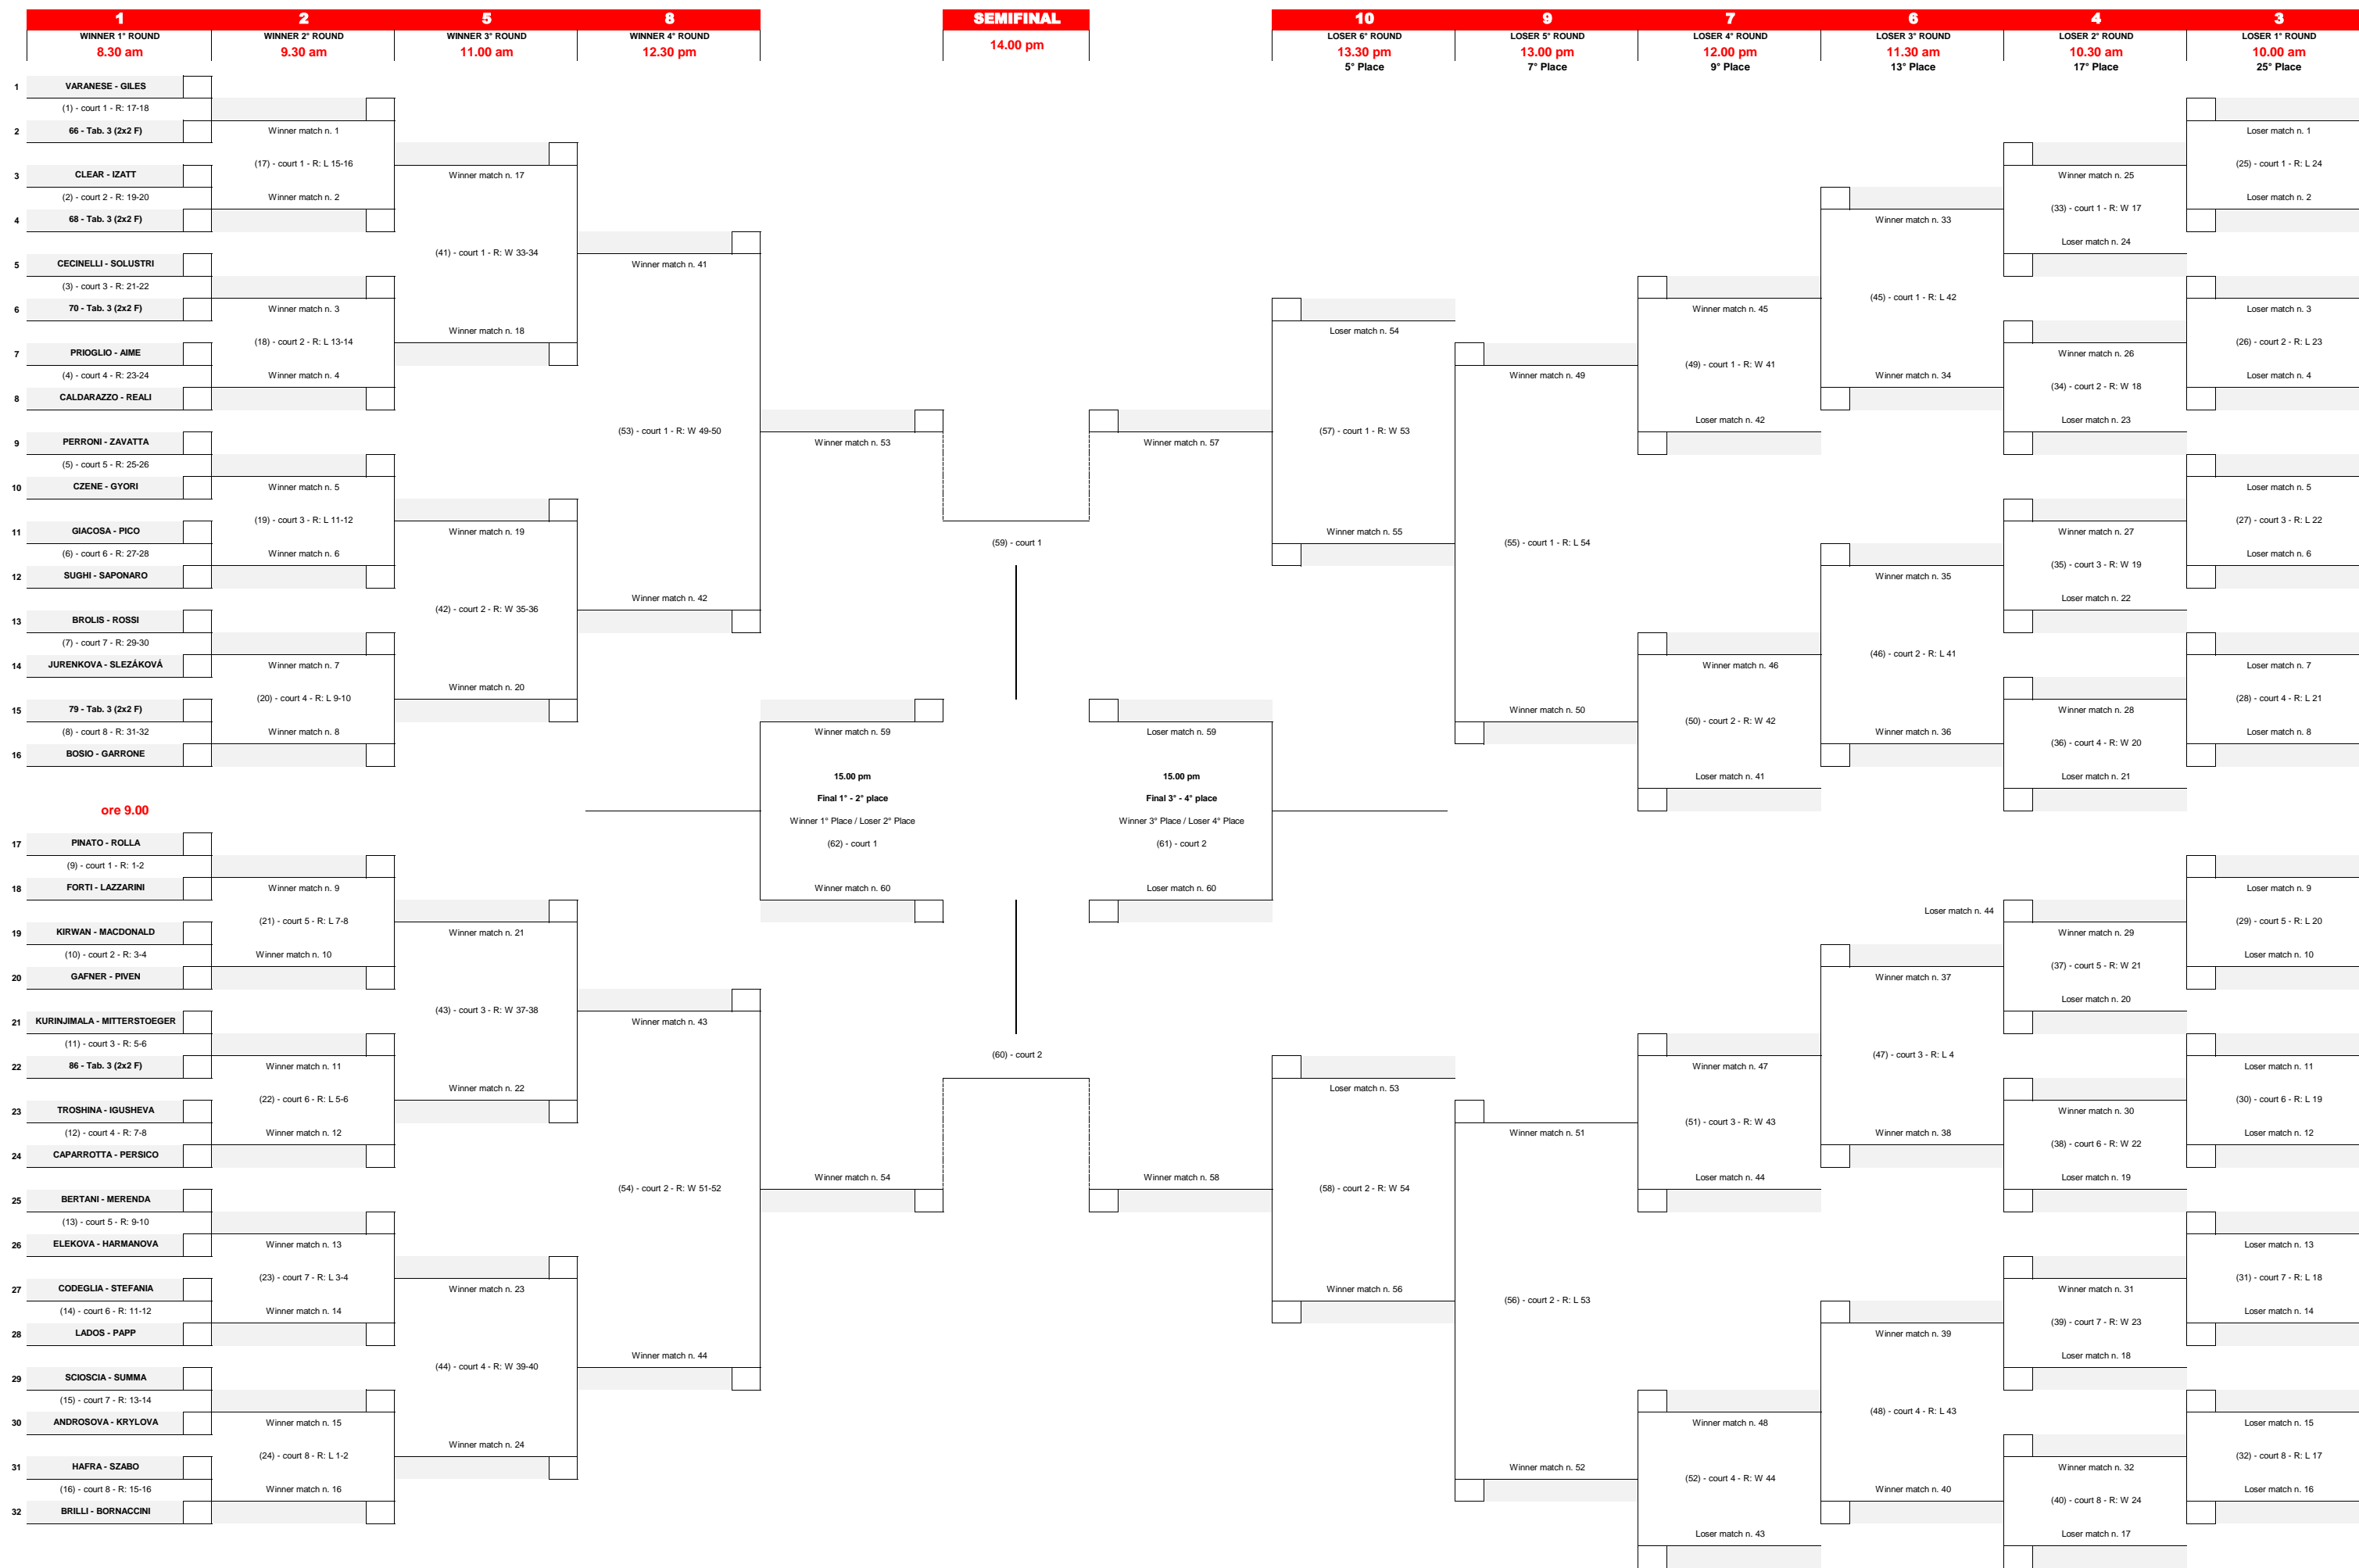 1 2 5 8 SEMIFINAL 10 9 7 6 4 3
WINNER 1° ROUND WINNER 2° ROUND WINNER 3° ROUND WINNER 4° ROUND LOSER 6° ROUND LOSER 5° ROUND LOSER 4° ROUND LOSER 3° ROUND LOSER 2° ROUND LOSER 1° ROUND
8.30 am 9.30 am 11.00 am 12.30 pm 14.00 pm 13.30 pm 13.00 pm 12.00 pm 11.30 am 10.30 am 10.00 am
5° Place 7° Place 9° Place 13° Place 17° Place 25° Place
1 VARANESE - GILES
(1) - court 1 - R: 17-18
2 66 - Tab. 3 (2x2 F)
3 CLEAR - IZATT
(2) - court 2 - R: 19-20
4 68 - Tab. 3 (2x2 F)
5 CECINELLI - SOLUSTRI
(3) - court 3 - R: 21-22
6 70 - Tab. 3 (2x2 F)
7 PRIOGLIO - AIME
(4) - court 4 - R: 23-24
8 CALDARAZZO - REALI
9 PERRONI - ZAVATTA
(5) - court 5 - R: 25-26
10 CZENE - GYORI
11 GIACOSA - PICO
(6) - court 6 - R: 27-28
12 SUGHI - SAPONARO
13 BROLIS - ROSSI
(7) - court 7 - R: 29-30
14 JURENKOVA - SLEZÁKOVÁ
15 79 - Tab. 3 (2x2 F)
(8) - court 8 - R: 31-32
16 BOSIO - GARRONE
ore 9.00
17 PINATO - ROLLA
(9) - court 1 - R: 1-2
18 FORTI - LAZZARINI
19 KIRWAN - MACDONALD
(10) - court 2 - R: 3-4
20 GAFNER - PIVEN
21 KURINJIMALA - MITTERSTOEGER
(11) - court 3 - R: 5-6
22 86 - Tab. 3 (2x2 F)
23 TROSHINA - IGUSHEVA
(12) - court 4 - R: 7-8
24 CAPARROTTA - PERSICO
25 BERTANI - MERENDA
(13) - court 5 - R: 9-10
26 ELEKOVA - HARMANOVA
27 CODEGLIA - STEFANIA
(14) - court 6 - R: 11-12
28 LADOS - PAPP
29 SCIOSCIA - SUMMA
(15) - court 7 - R: 13-14
30 ANDROSOVA - KRYLOVA
31 HAFRA - SZABO
(16) - court 8 - R: 15-16
32 BRILLI - BORNACCINI
Winner match n. 1
(17) - court 1 - R: L 15-16
Winner match n. 2
Winner match n. 3
(18) - court 2 - R: L 13-14
Winner match n. 4
Winner match n. 5
(19) - court 3 - R: L 11-12
Winner match n. 6
Winner match n. 7
(20) - court 4 - R: L 9-10
Winner match n. 8
Winner match n. 9
(21) - court 5 - R: L 7-8
Winner match n. 10
Winner match n. 11
(22) - court 6 - R: L 5-6
Winner match n. 12
Winner match n. 13
(23) - court 7 - R: L 3-4
Winner match n. 14
Winner match n. 15
(24) - court 8 - R: L 1-2
Winner match n. 16
Winner match n. 17
(41) - court 1 - R: W 33-34
Winner match n. 18
Winner match n. 19
(42) - court 2 - R: W 35-36
Winner match n. 20
Winner match n. 21
(43) - court 3 - R: W 37-38
Winner match n. 22
Winner match n. 23
(44) - court 4 - R: W 39-40
Winner match n. 24
Winner match n. 41
(53) - court 1 - R: W 49-50
Winner match n. 42
Winner match n. 43
(54) - court 2 - R: W 51-52
Winner match n. 44
Winner match n. 53
Winner match n. 59
15.00 pm
Final 1° - 2° place
Winner 1° Place / Loser 2° Place
(62) - court 1
Winner match n. 60
Winner match n. 54
(59) - court 1
(60) - court 2
Winner match n. 57
Loser match n. 59
15.00 pm
Final 3° - 4° place
Winner 3° Place / Loser 4° Place
(61) - court 2
Loser match n. 60
Winner match n. 58
Loser match n. 54
(57) - court 1 - R: W 53
Winner match n. 55
Loser match n. 53
(58) - court 2 - R: W 54
Winner match n. 56
Winner match n. 49
(55) - court 1 - R: L 54
Winner match n. 50
Winner match n. 51
(56) - court 2 - R: L 53
Winner match n. 52
Winner match n. 45
(49) - court 1 - R: W 41
Loser match n. 42
Winner match n. 46
(50) - court 2 - R: W 42
Loser match n. 41
Winner match n. 47
(51) - court 3 - R: W 43
Loser match n. 44
Winner match n. 48
(52) - court 4 - R: W 44
Loser match n. 43
Winner match n. 33
(45) - court 1 - R: L 42
Winner match n. 34
Winner match n. 35
(46) - court 2 - R: L 41
Winner match n. 36
Loser match n. 44
Winner match n. 37
(47) - court 3 - R: L 4
Winner match n. 38
Winner match n. 39
(48) - court 4 - R: L 43
Winner match n. 40
Winner match n. 25
(33) - court 1 - R: W 17
Loser match n. 24
Winner match n. 26
(34) - court 2 - R: W 18
Loser match n. 23
Winner match n. 27
(35) - court 3 - R: W 19
Loser match n. 22
Winner match n. 28
(36) - court 4 - R: W 20
Loser match n. 21
Winner match n. 29
(37) - court 5 - R: W 21
Loser match n. 20
Winner match n. 30
(38) - court 6 - R: W 22
Loser match n. 19
Winner match n. 31
(39) - court 7 - R: W 23
Loser match n. 18
Winner match n. 32
(40) - court 8 - R: W 24
Loser match n. 17
Loser match n. 1
(25) - court 1 - R: L 24
Loser match n. 2
Loser match n. 3
(26) - court 2 - R: L 23
Loser match n. 4
Loser match n. 5
(27) - court 3 - R: L 22
Loser match n. 6
Loser match n. 7
(28) - court 4 - R: L 21
Loser match n. 8
Loser match n. 9
(29) - court 5 - R: L 20
Loser match n. 10
Loser match n. 11
(30) - court 6 - R: L 19
Loser match n. 12
Loser match n. 13
(31) - court 7 - R: L 18
Loser match n. 14
Loser match n. 15
(32) - court 8 - R: L 17
Loser match n. 16